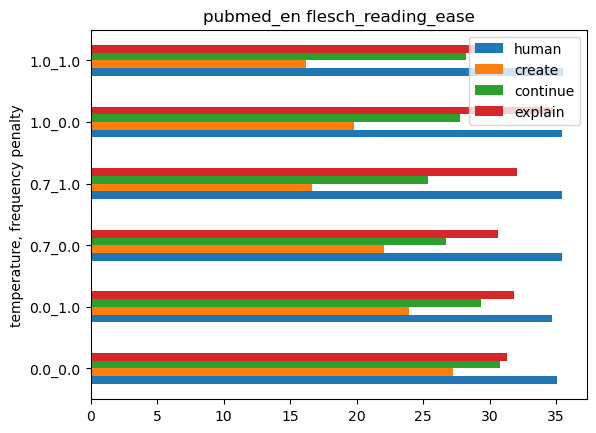 pubmed_en flesch_reading_ease
human
create
continue
explain
1.0_1.0
1.0_0.0
0.7_1.0
0.7_0.0
0.0_1.0
0.0_0.0
temperature, frequency penalty
0 5 10 15 20 25 30 35